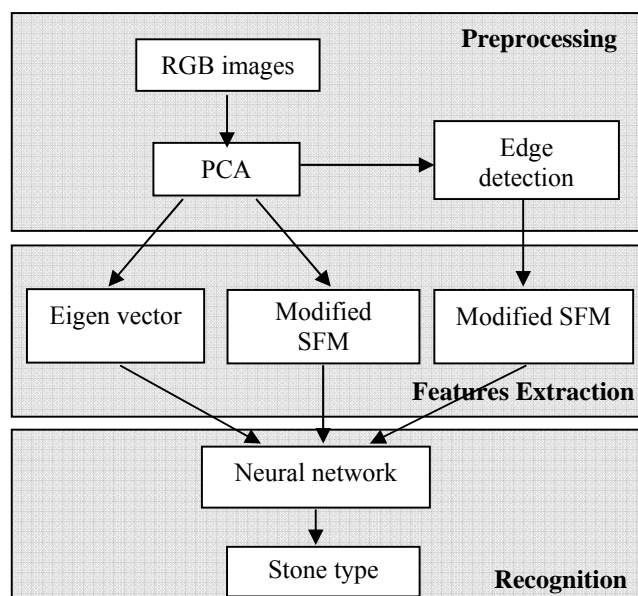 Preprocessing
RGB images
PCA
Edge
detection
Eigen vector
Modified
SFM
Modified SFM
Features Extraction
Neural network
Stone type
Recognition